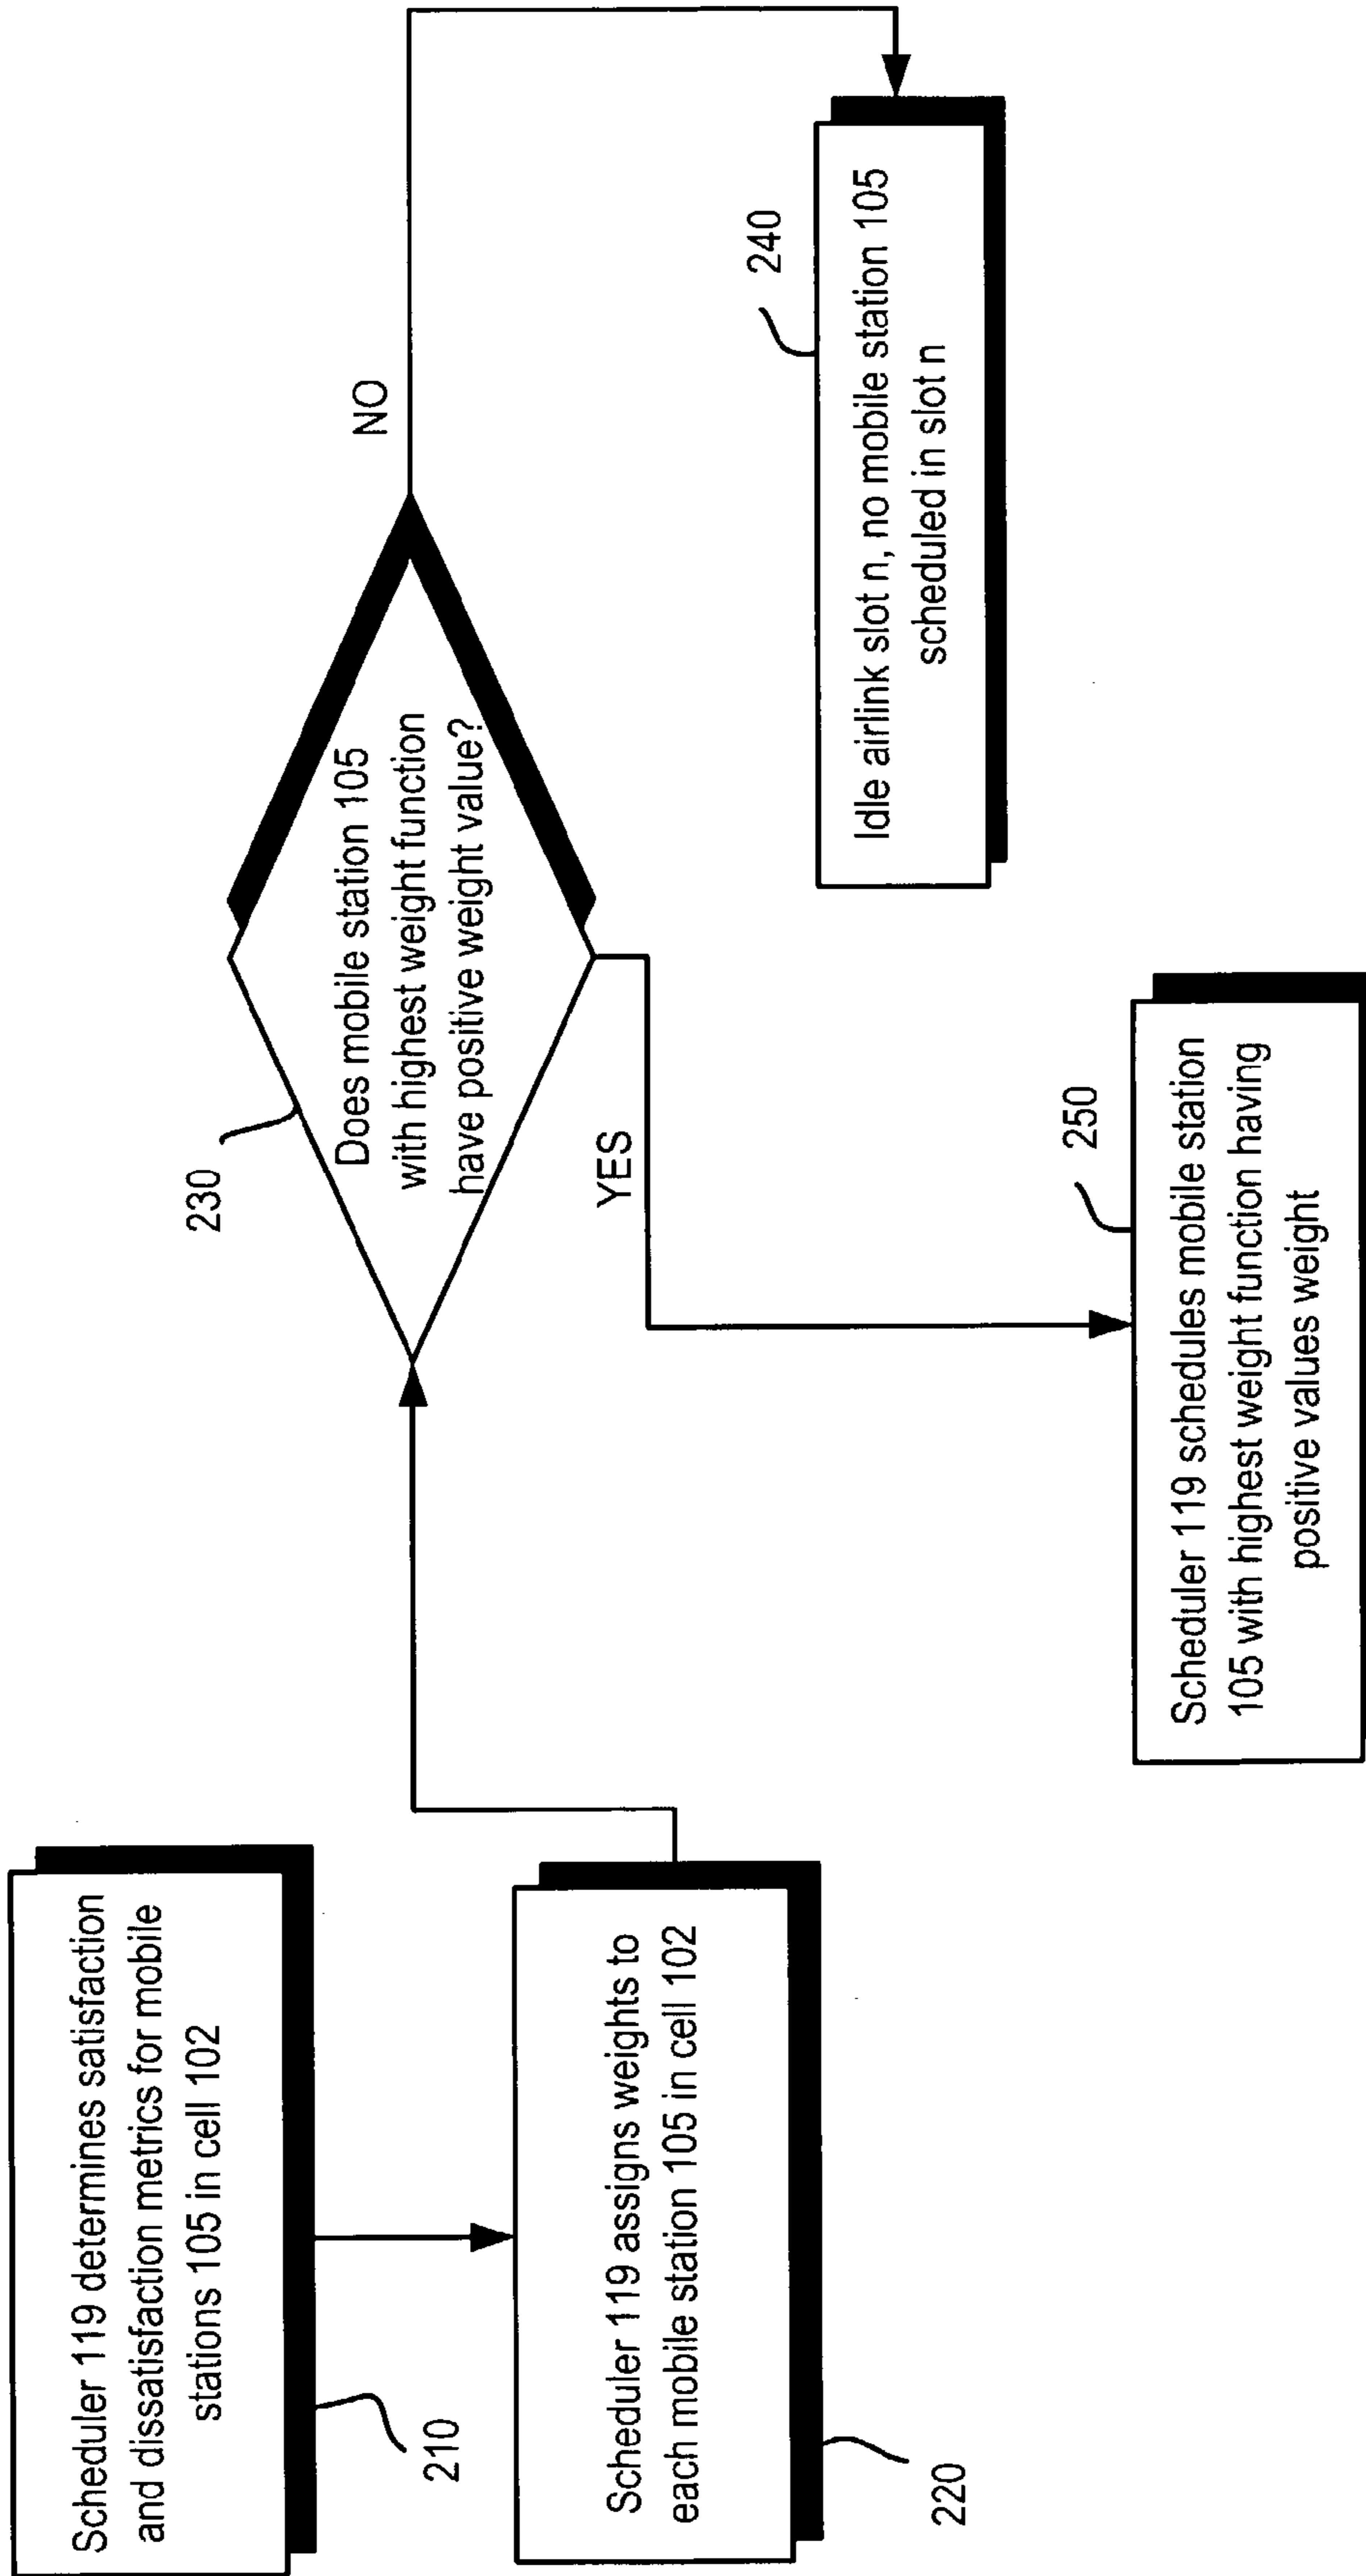 Scheduler 119 determines satisfaction
and dissatisfaction metrics for mobile
stations 105 in cell 102
210
Scheduler 119 assigns weights to
each mobile station 105 in cell 102
220
230
Does mobile station 105
with highest weight function
have positive weight value?
NO
YES
240
Idle airlink slot n, no mobile station 105
scheduled in slot n
250
Scheduler 119 schedules mobile station
105 with highest weight function having
positive values weight